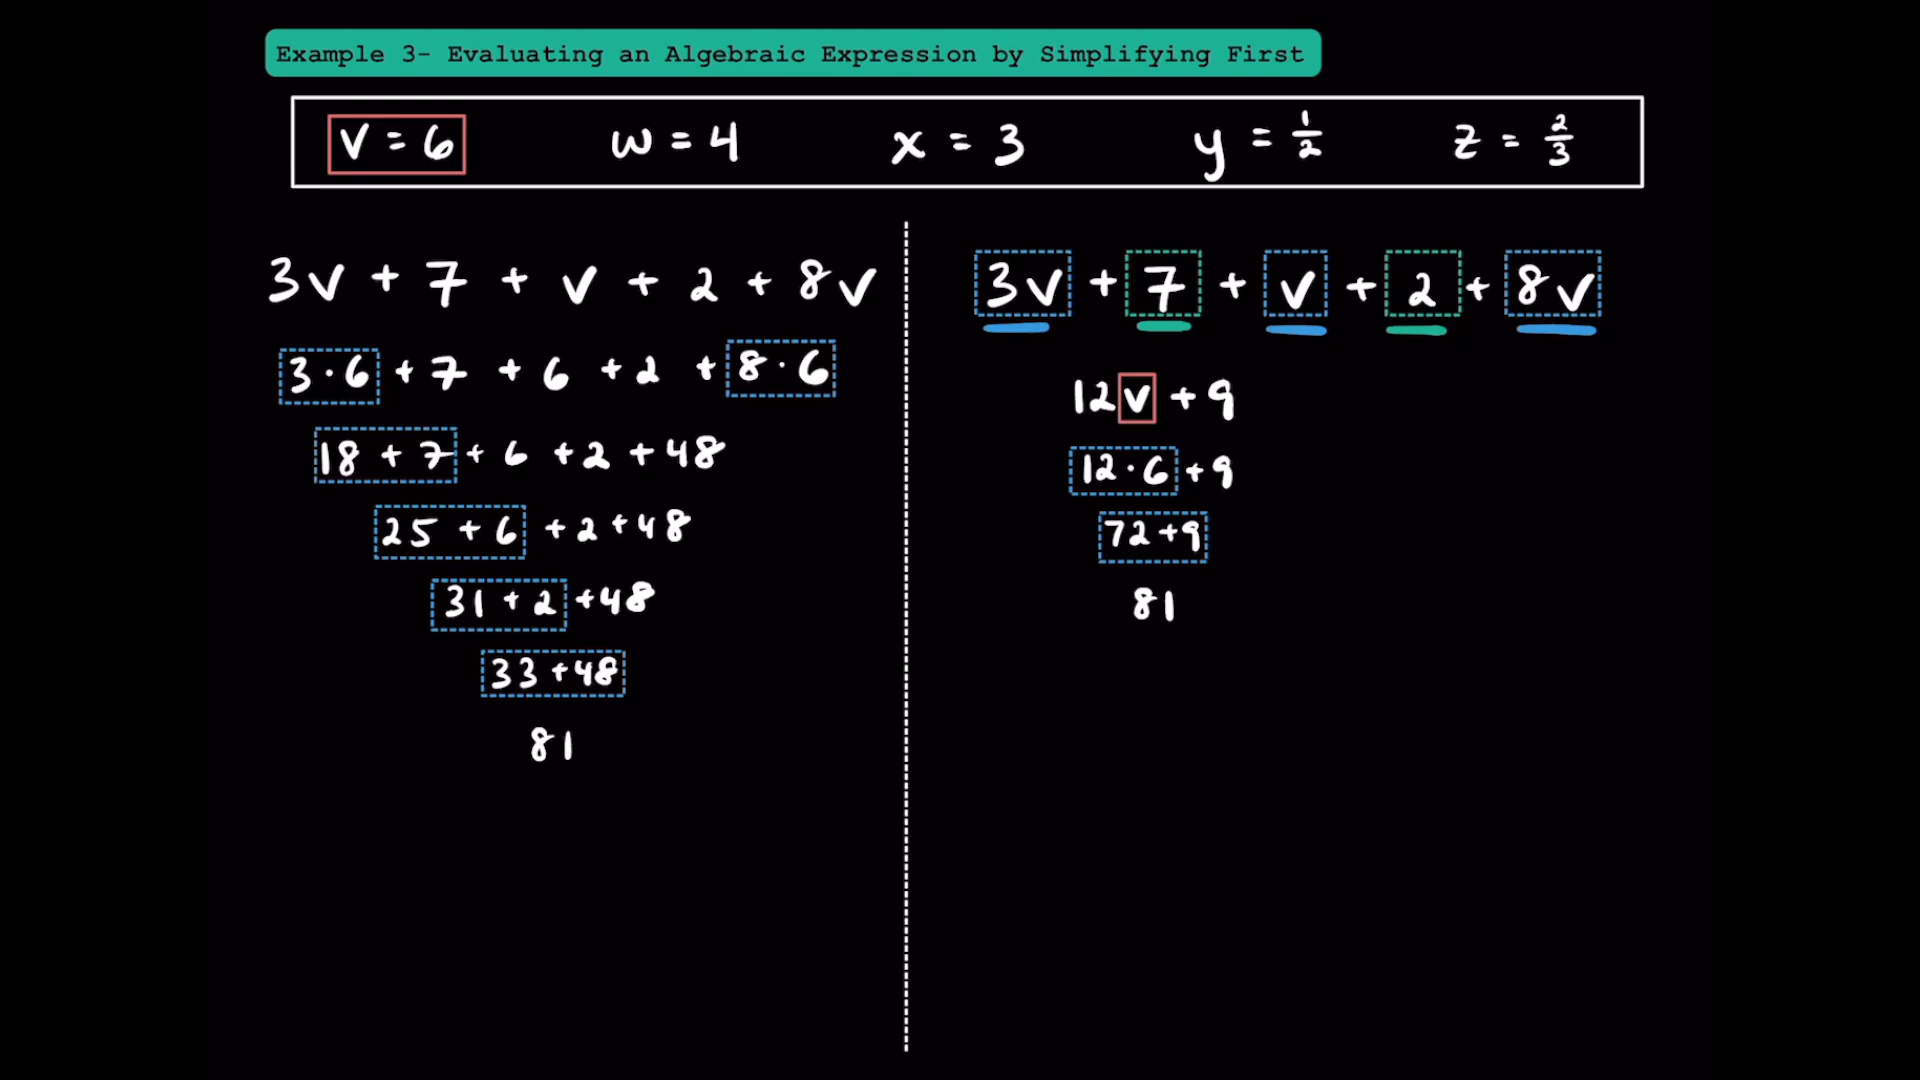 Example 3- Evaluating an Algebraic Expression by Simplifying First
v = 6 w = 4 x = 3 y = 1/2 z = 2/3
3v + 7 + v + 2 + 8v
3·6 + 7 + 6 + 2 + 8·6
18 + 7 + 6 + 2 + 48
25 + 6 + 2 + 48
31 + 2 + 48
33 + 48
81
3v + 7 + v + 2 + 8v
12v + 9
12·6 + 9
72 + 9
81